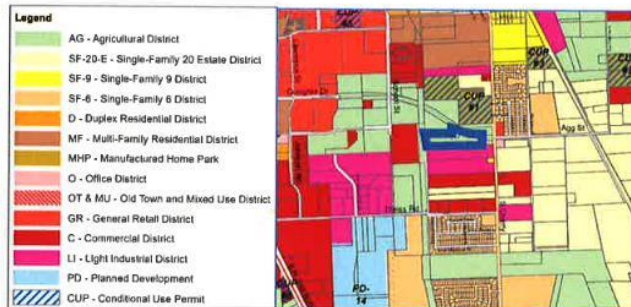 Legend
AG - Agricultural District
SF-20-E - Single-Family 20 Estate District
SF-9 - Single-Family 9 District
SF-6 - Single-Family 6 District
D - Duplex Residential District
MF - Multi-Family Residential District
MHP - Manufactured Home Park
O - Office District
OT & MU - Old Town and Mixed Use District
GR - General Retail District
C - Commercial District
LI - Light Industrial District
PD - Planned Development
CUP - Conditional Use Permit
CUP
CUP
Agg St
Rd
PD-
14